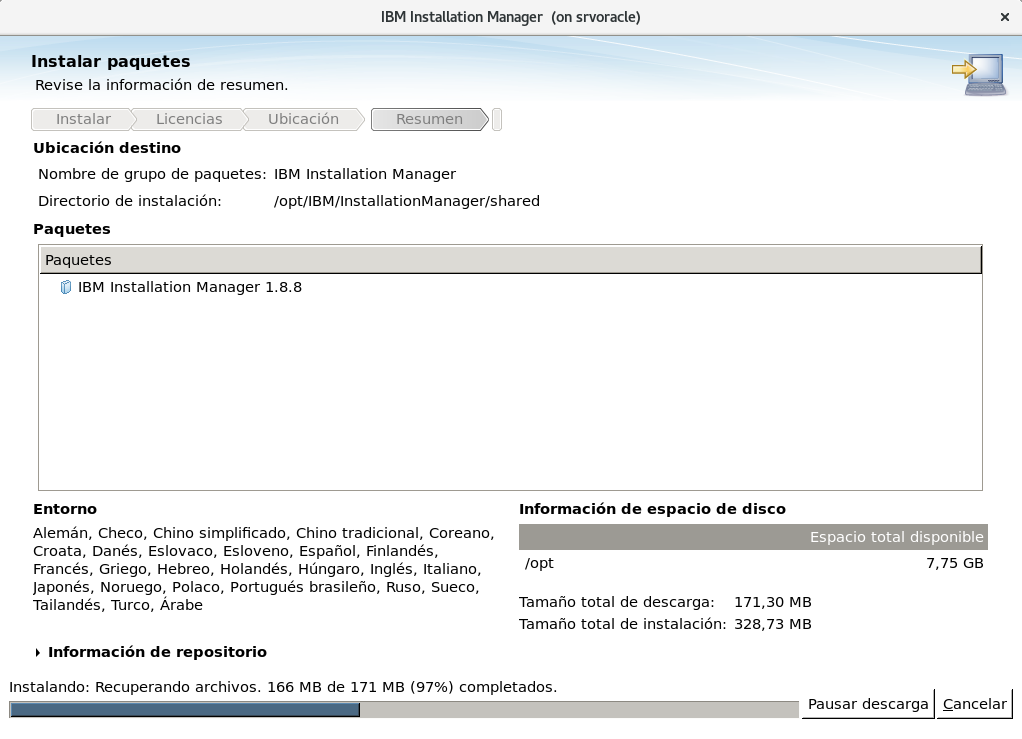 IBM Installation Manager (on srvoracle)
Instalar paquetes
Revise la información de resumen.
Instalar
Licencias
Ubicación
Resumen
Ubicación destino
Nombre de grupo de paquetes: IBM Installation Manager
Directorio de instalación: /opt/IBM/InstallationManager/shared
Paquetes
Paquetes
IBM Installation Manager 1.8.8
Entorno
Alemán, Checo, Chino simplificado, Chino tradicional, Coreano,
Croata, Danés, Eslovaco, Esloveno, Español, Finlandés,
Francés, Griego, Hebreo, Holandés, Húngaro, Inglés, Italiano,
Japonés, Noruego, Polaco, Portugués brasileño, Ruso, Sueco,
Tailandés, Turco, Árabe
Información de espacio de disco
Espacio total disponible
/opt 7,75 GB
Tamaño total de descarga: 171,30 MB
Tamaño total de instalación: 328,73 MB
Información de repositorio
Instalando: Recuperando archivos. 166 MB de 171 MB (97%) completados.
Pausar descarga
Cancelar